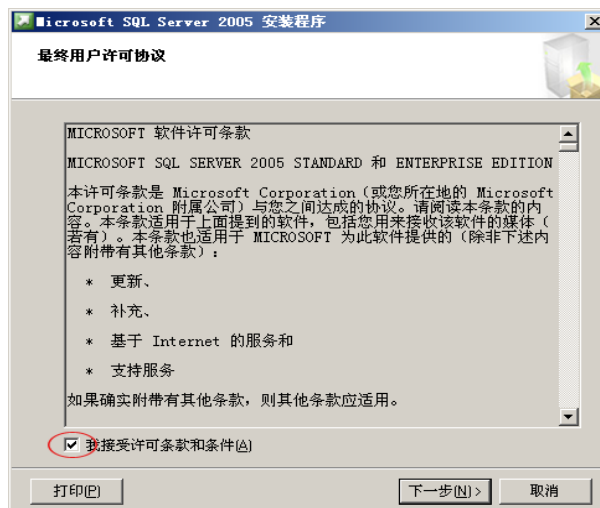 Microsoft SQL Server 2005 安装程序
最终用户许可协议
MICROSOFT 软件许可条款
MICROSOFT SQL SERVER 2005 STANDARD 和 ENTERPRISE EDITION
本许可条款是 Microsoft Corporation（或您所在地的 Microsoft
Corporation 附属公司）与您之间达成的协议。请阅读本条款的内
容。本条款适用于上面提到的软件，包括您用来接收该软件的媒体（
若有）。本条款也适用于 MICROSOFT 为此软件提供的（除非下述内
容附带有其他条款）：
* 更新、
* 补充、
* 基于 Internet 的服务和
* 支持服务
如果确实附带有其他条款，则其他条款应适用。
我接受许可条款和条件(A)
打印(P)
下一步(N)>
取消